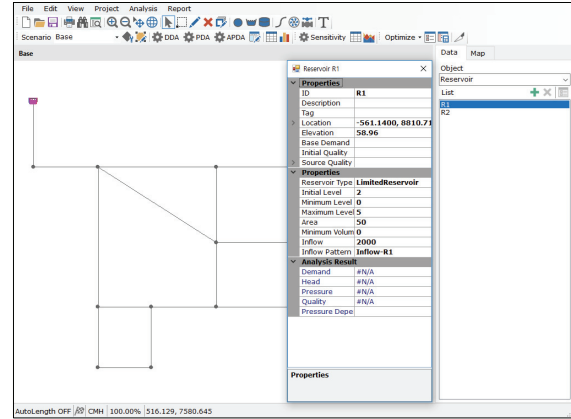 File Edit View Project Analysis Report
T
Scenario Base DDA PDA APDA Sensitivity Optimize
Base
Data Map
Object
Reservoir
List
R1
R2
Reservoir R1
Properties
ID R1
Description
Tag
Location -561.1400, 8810.71
Elevation 58.96
Base Demand
Initial Quality
Source Quality
Properties
Reservoir Type LimitedReservoir
Initial Level 2
Minimum Level 0
Maximum Level 5
Area 50
Minimum Volum 0
Inflow 2000
Inflow Pattern Inflow-R1
Analysis Result
Demand #N/A
Head #N/A
Pressure #N/A
Quality #N/A
Pressure Depe #N/A
Properties
AutoLength OFF CMH 100.00% 516.129, 7580.645